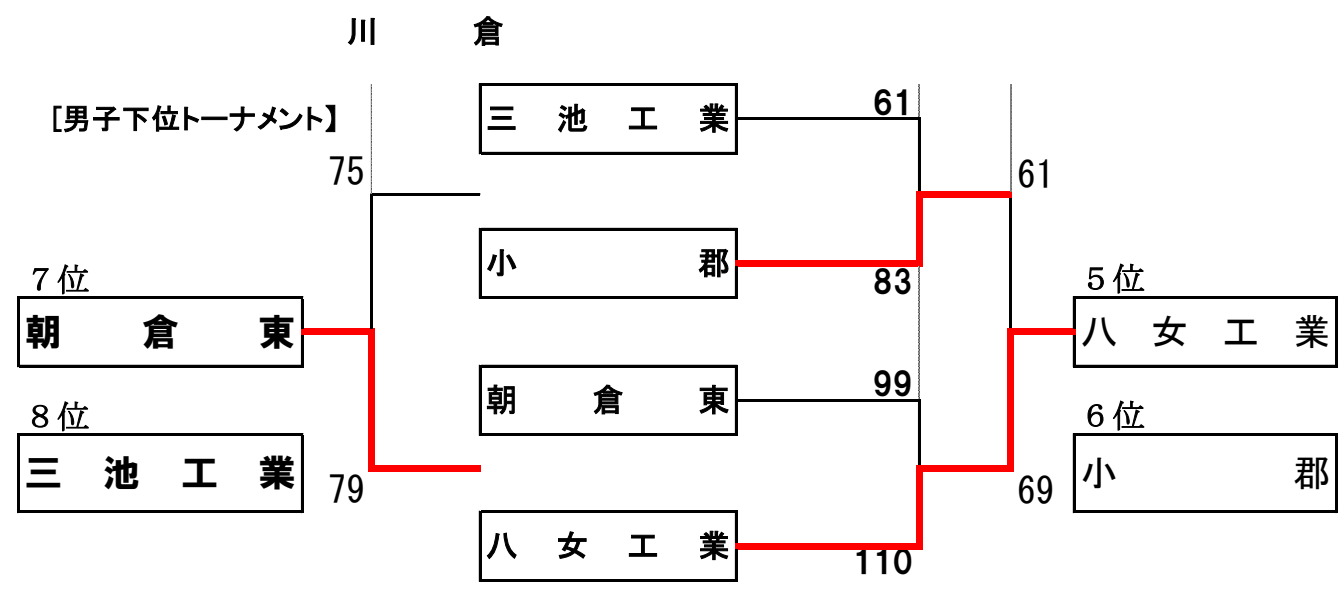 川 倉
[男子下位トーナメント】
三池工業
61
75
61
小郡
83
7位
5位
朝倉東
八女工業
朝倉東
99
8位
6位
三池工業
小郡
79
69
八女工業
110